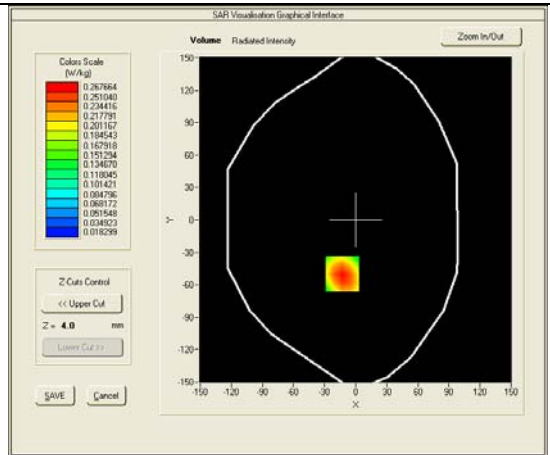 SAR Visualisation Graphical Interface
Volume Radiated Intensity
Zoom In/Out
Colors Scale
(W/kg)
0.267664
0.251040
0.234416
0.217791
0.201167
0.184543
0.167918
0.151294
0.134670
0.118045
0.101421
0.084796
0.068172
0.051548
0.034923
0.018299
Z Cuts Control
<< Upper Cut
Z = 4.0 mm
Lower Cut >>
SAVE Cancel
150-
120-
90-
60-
30-
0-
-30-
-60-
-90-
-120-
-150-
Y
-150 -120 -90 -60 -30 0 30 60 90 120 150
X